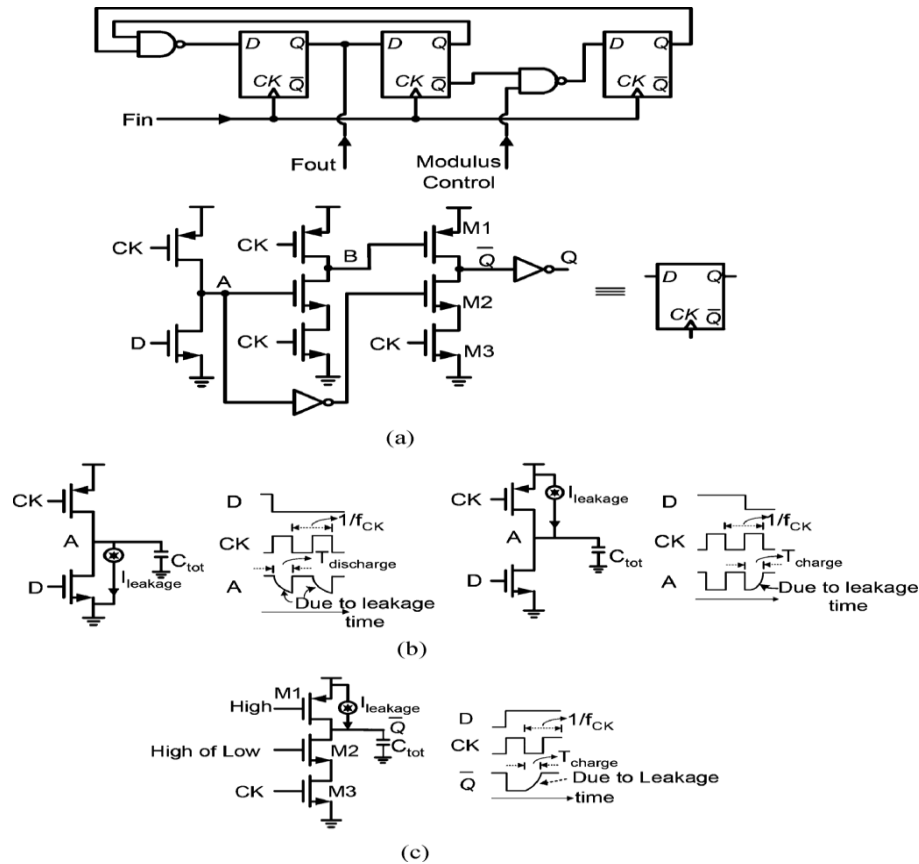 D Q D Q D Q
CK Q̅ CK Q̅ CK Q̅
Fin
Fout
Modulus
Control
CK
D
A
CK
B
CK
M1
Q̅
Q
M2
CK
M3
D Q
CK Q̅
(a)
CK
A
D
Ileakage
Ctot
D
1/fCK
CK
Tdischarge
A
Due to leakage
time
CK
Ileakage
A
D
Ctot
D
1/fCK
CK
Tcharge
A
Due to leakage
time
(b)
M1
High
Ileakage
Q̅
Ctot
High of Low
M2
CK
M3
D
1/fCK
CK
Tcharge
Q̅
Due to Leakage
time
(c)